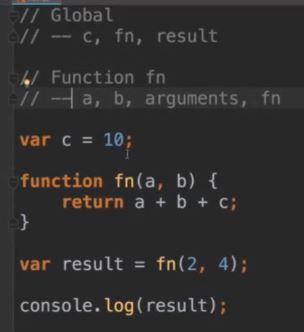 // Global
// -- c, fn, result
// Function fn
// -- a, b, arguments, fn
var c = 10;
function fn(a, b) {
    return a + b + c;
}
var result = fn(2, 4);
console.log(result);